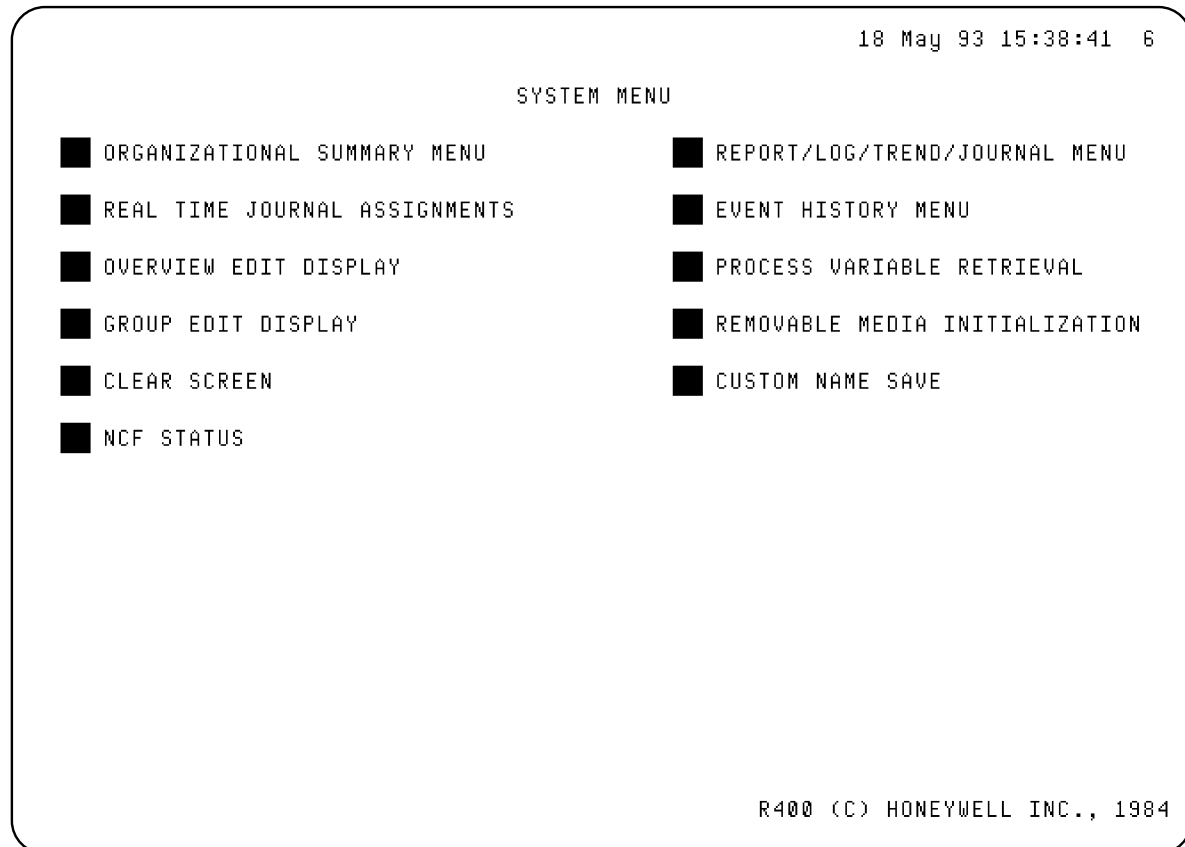 18 May 93 15:38:41 6
SYSTEM MENU
ORGANIZATIONAL SUMMARY MENU
REPORT/LOG/TREND/JOURNAL MENU
REAL TIME JOURNAL ASSIGNMENTS
EVENT HISTORY MENU
OVERVIEW EDIT DISPLAY
PROCESS VARIABLE RETRIEVAL
GROUP EDIT DISPLAY
REMOVABLE MEDIA INITIALIZATION
CLEAR SCREEN
CUSTOM NAME SAVE
NCF STATUS
R400 (C) HONEYWELL INC., 1984